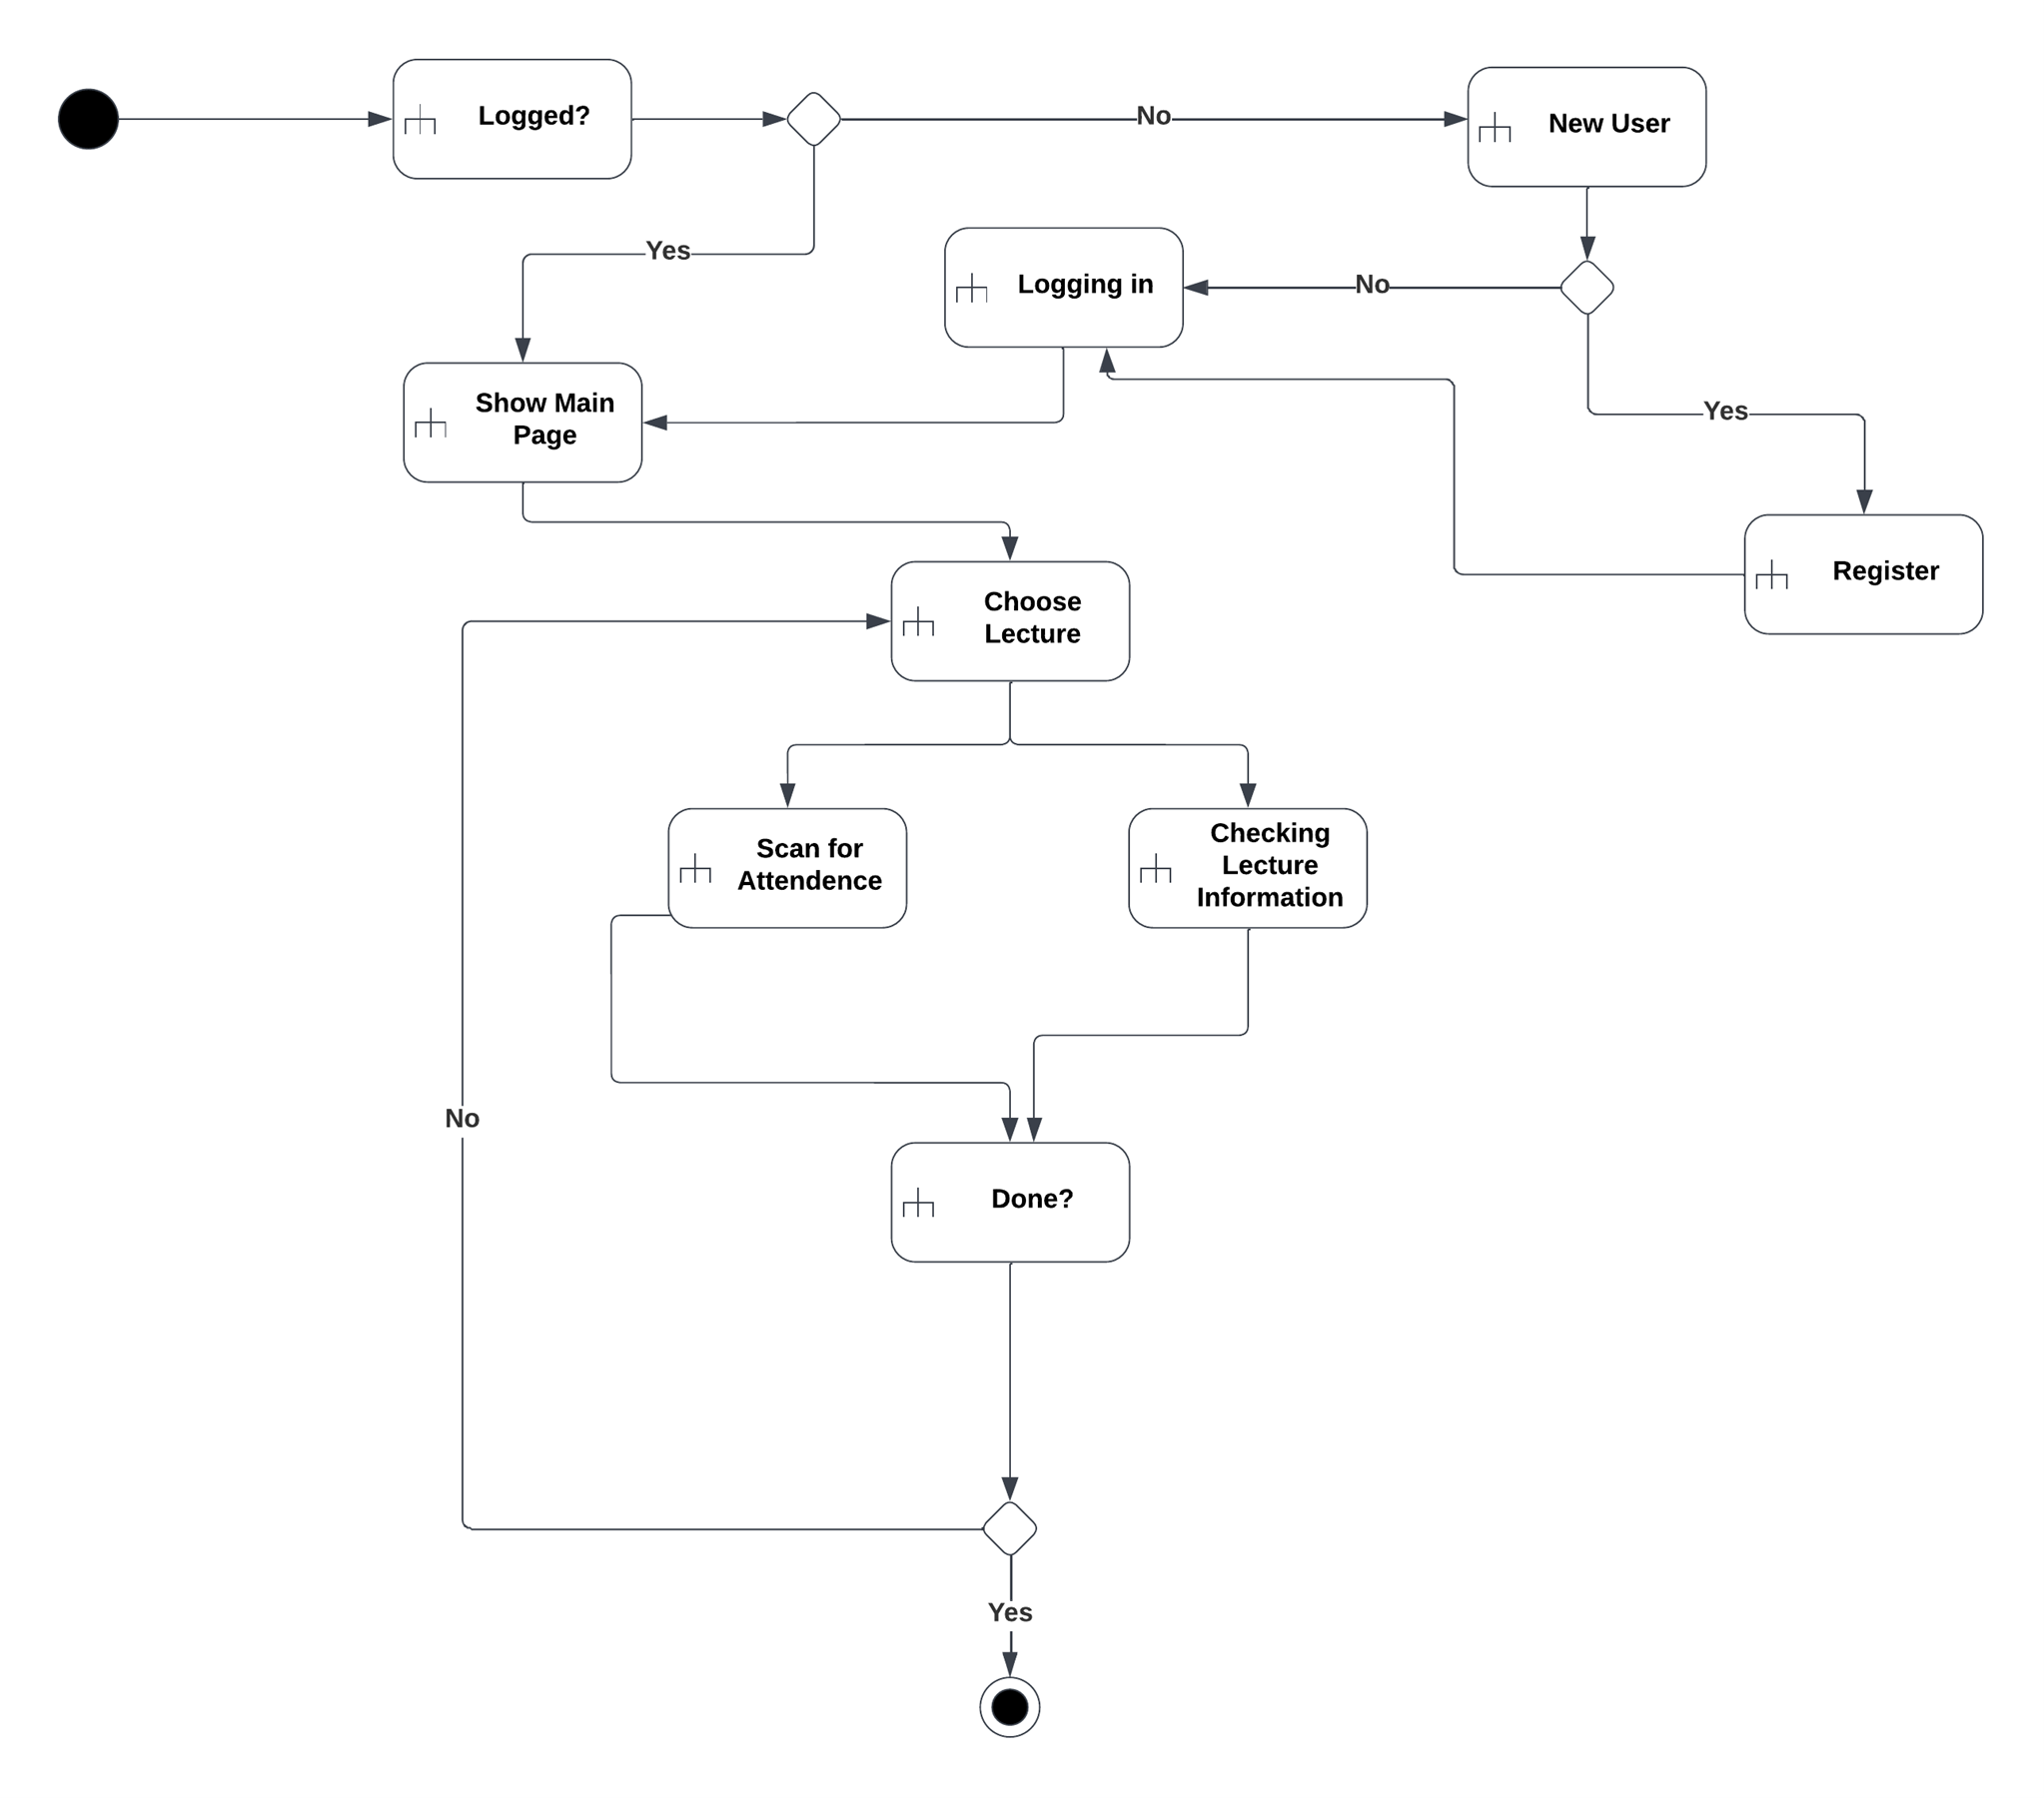 Logged?
No
New User
Yes
Logging in
No
Show Main
Page
Yes
Register
Choose
Lecture
Scan for
Attendence
Checking
Lecture
Information
No
Done?
Yes